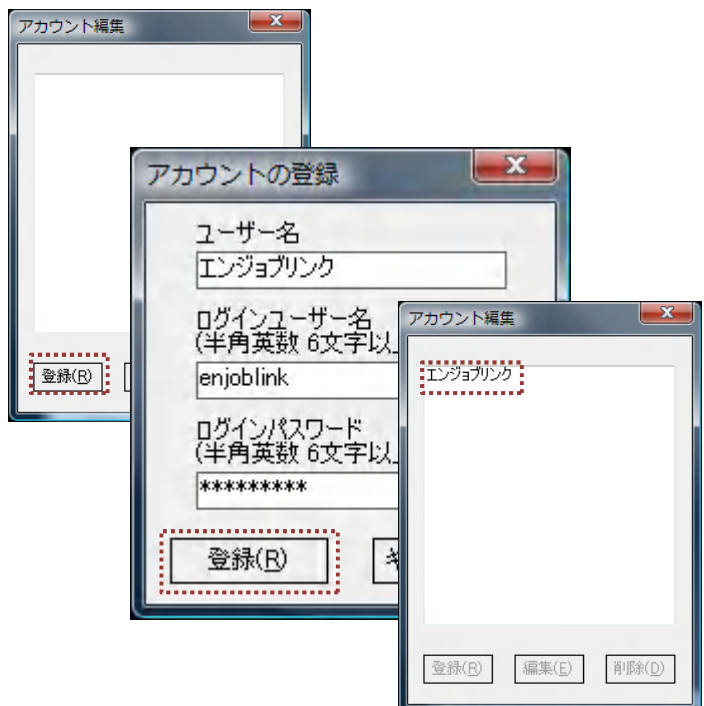 アカウント編集
登録(R)
アカウントの登録
ユーザー名
エンジョブリンク
ログインユーザー名
(半角英数 6文字以
enjoblink
ログインパスワード
(半角英数 6文字以
*********
登録(R)
キ
アカウント編集
エンジョブリンク
登録(R)
編集(E)
削除(D)